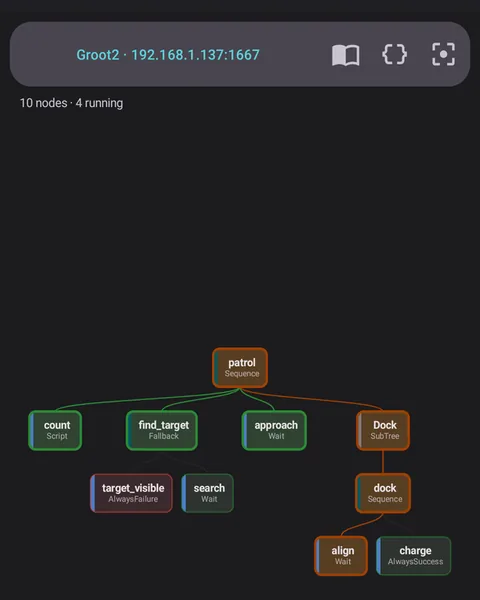 Groot2 · 192.168.1.137:1667
10 nodes · 4 running
patrol
Sequence
count
Script
find_target
Fallback
approach
Wait
Dock
SubTree
target_visible
AlwaysFailure
search
Wait
dock
Sequence
align
Wait
charge
AlwaysSuccess